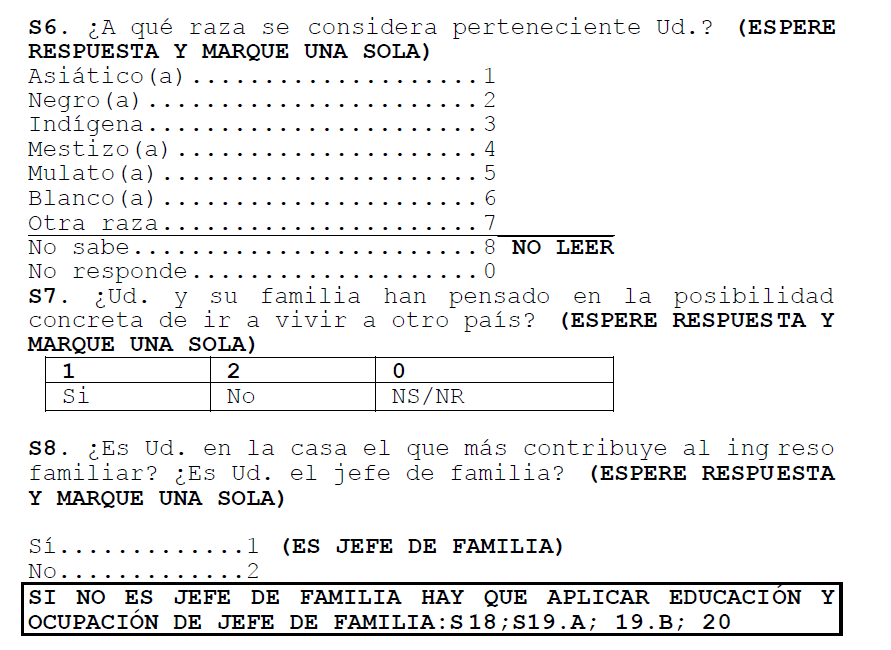 S6. ¿A qué raza se considera perteneciente Ud.? (ESPERE
RESPUESTA Y MARQUE UNA SOLA)
Asiático(a)...................1
Negro(a)......................2
Indígena......................3
Mestizo(a)....................4
Mulato(a).....................5
Blanco(a).....................6
Otra raza.....................7
No sabe.......................8 NO LEER
No responde...................0
S7. ¿Ud. y su familia han pensado en la posibilidad
concreta de ir a vivir a otro país? (ESPERE RESPUESTA Y
MARQUE UNA SOLA)
1 2 0
Si No NS/NR
S8. ¿Es Ud. en la casa el que más contribuye al ing reso
familiar? ¿Es Ud. el jefe de familia? (ESPERE RESPUESTA
Y MARQUE UNA SOLA)
Sí.............1 (ES JEFE DE FAMILIA)
No.............2
SI NO ES JEFE DE FAMILIA HAY QUE APLICAR EDUCACIÓN Y
OCUPACIÓN DE JEFE DE FAMILIA:S18;S19.A; 19.B; 20